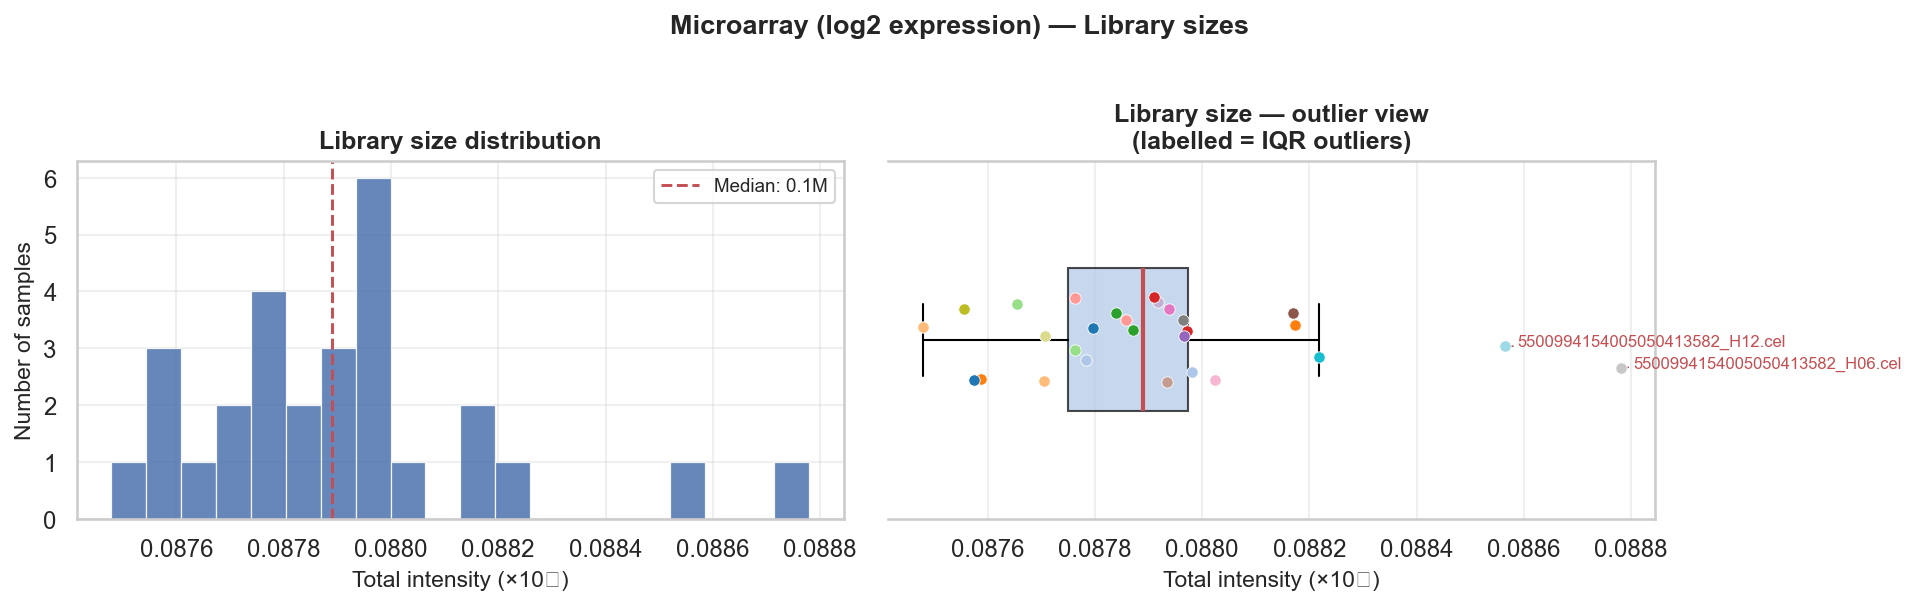 Microarray (log2 expression) — Library sizes
Library size distribution
Median: 0.1M
Number of samples
6
5
4
3
2
1
0
0.0876 0.0878 0.0880 0.0882 0.0884 0.0886 0.0888
Total intensity (×10□)
Library size — outlier view
(labelled = IQR outliers)
5500994154005050413582_H12.cel
5500994154005050413582_H06.cel
0.0876 0.0878 0.0880 0.0882 0.0884 0.0886 0.0888
Total intensity (×10□)